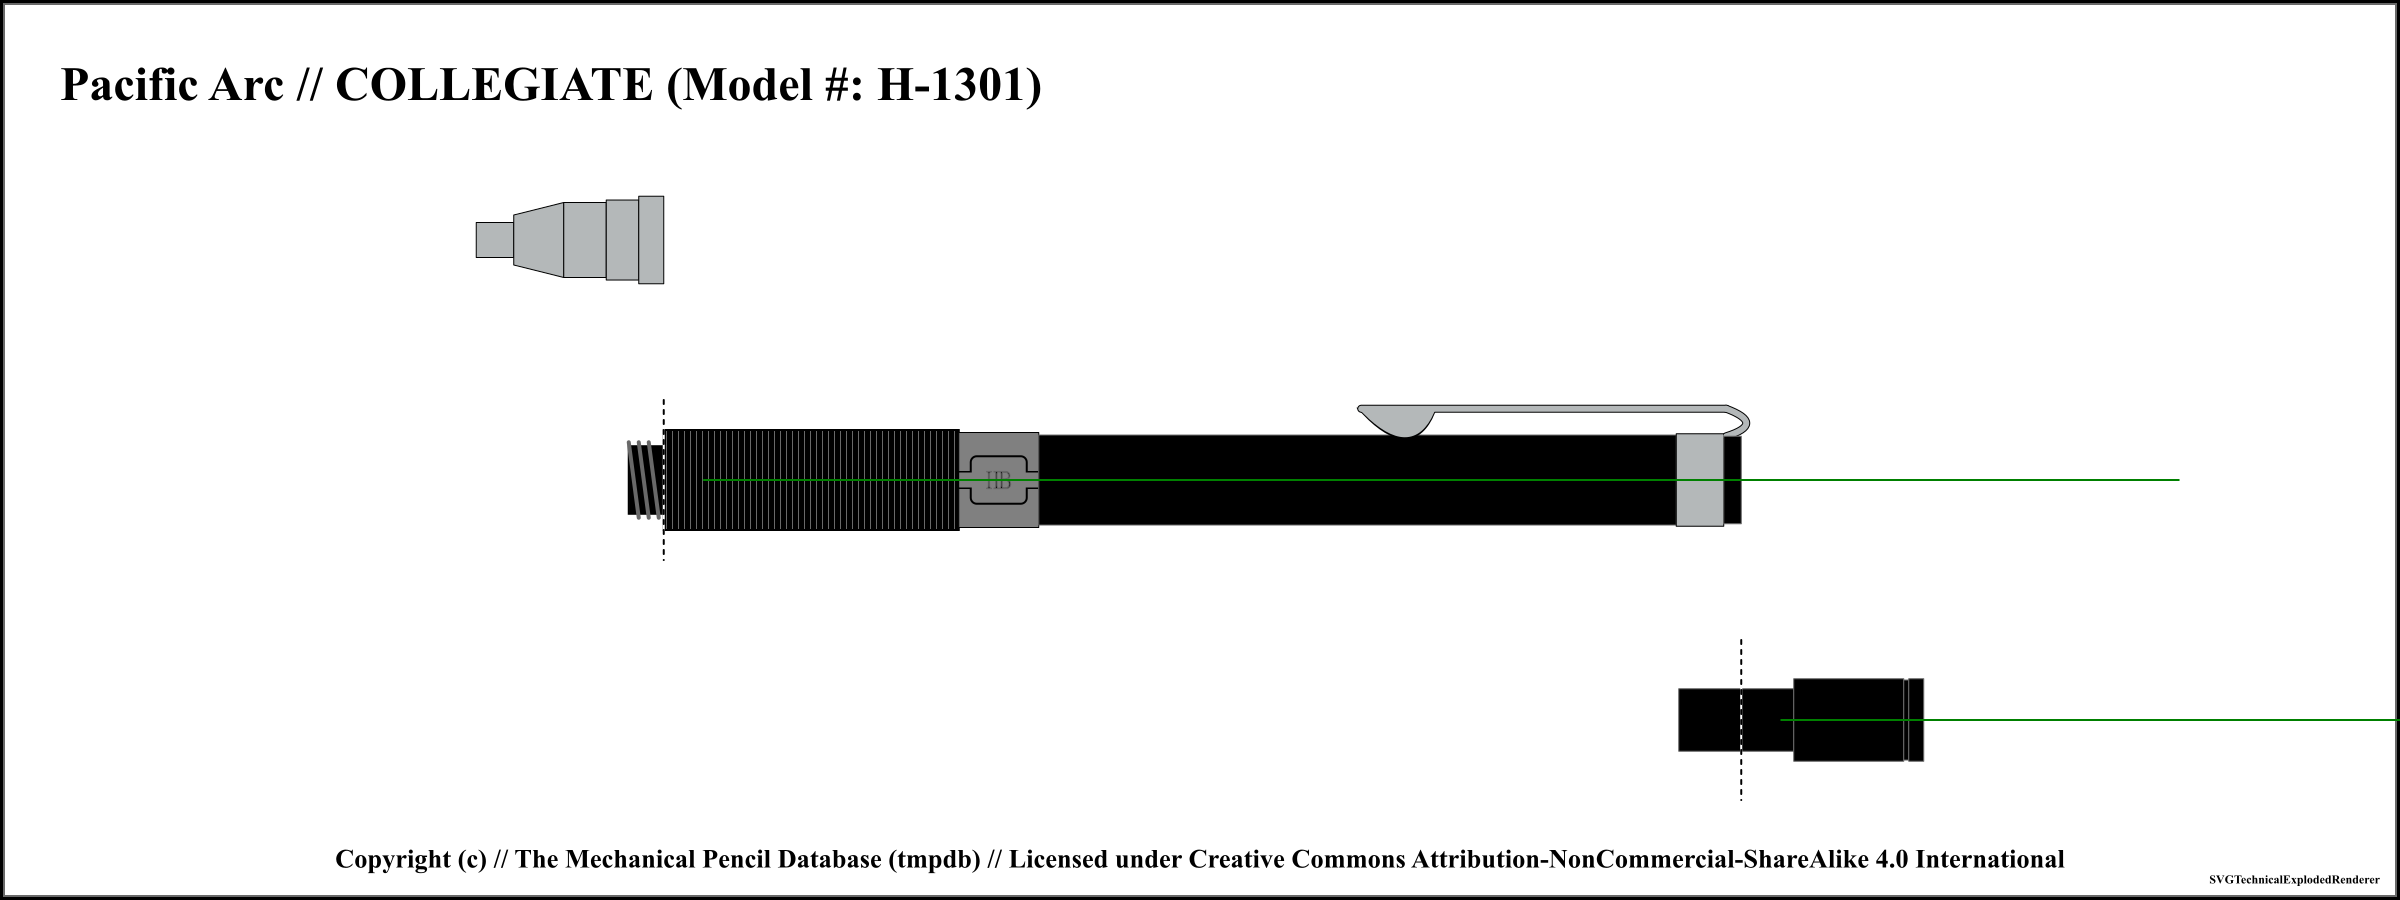 Pacific Arc // COLLEGIATE (Model #: H-1301)
HB
Copyright (c) // The Mechanical Pencil Database (tmpdb) // Licensed under Creative Commons Attribution-NonCommercial-ShareAlike 4.0 International
SVGTechnicalExplodedRenderer